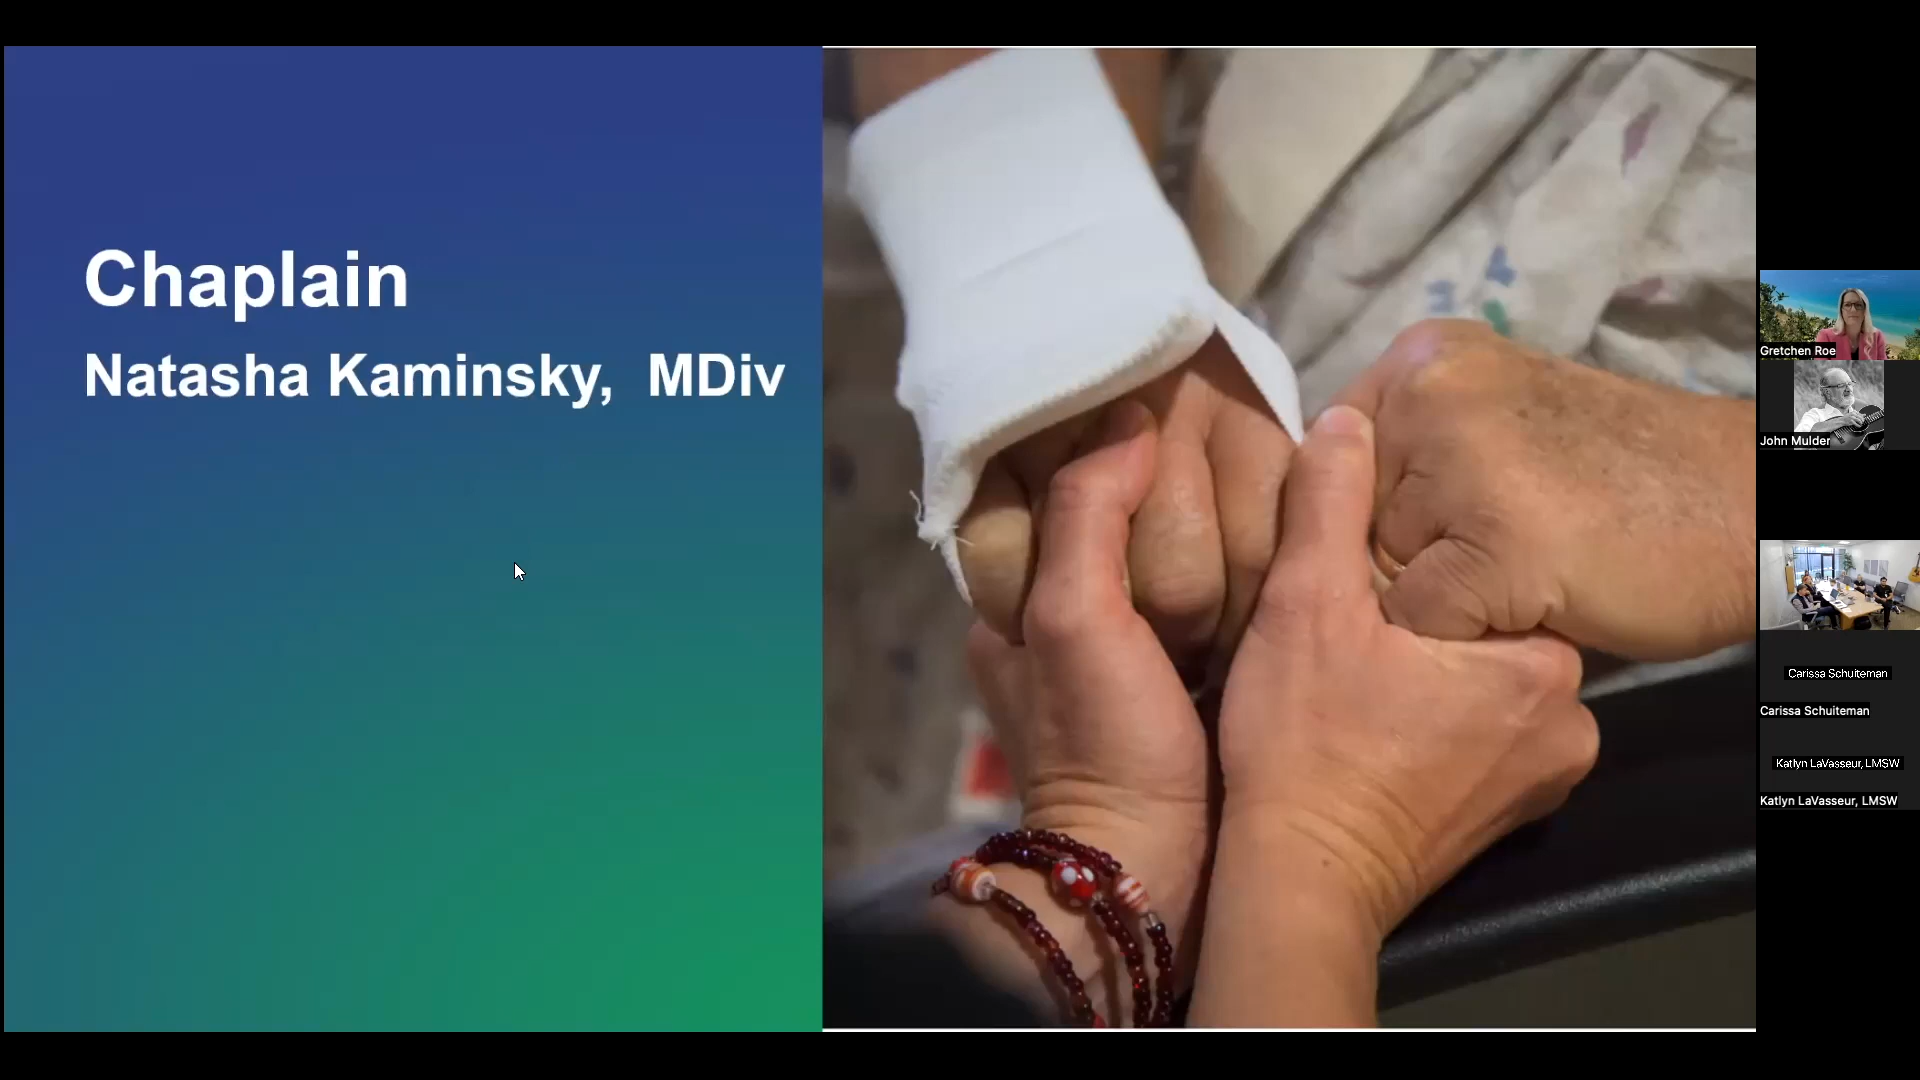 Chaplain
Natasha Kaminsky, MDiv
Gretchen Roe
John Mulder
Carissa Schuiteman
Carissa Schuiteman
Katlyn LaVasseur, LMSW
Katlyn LaVasseur, LMSW